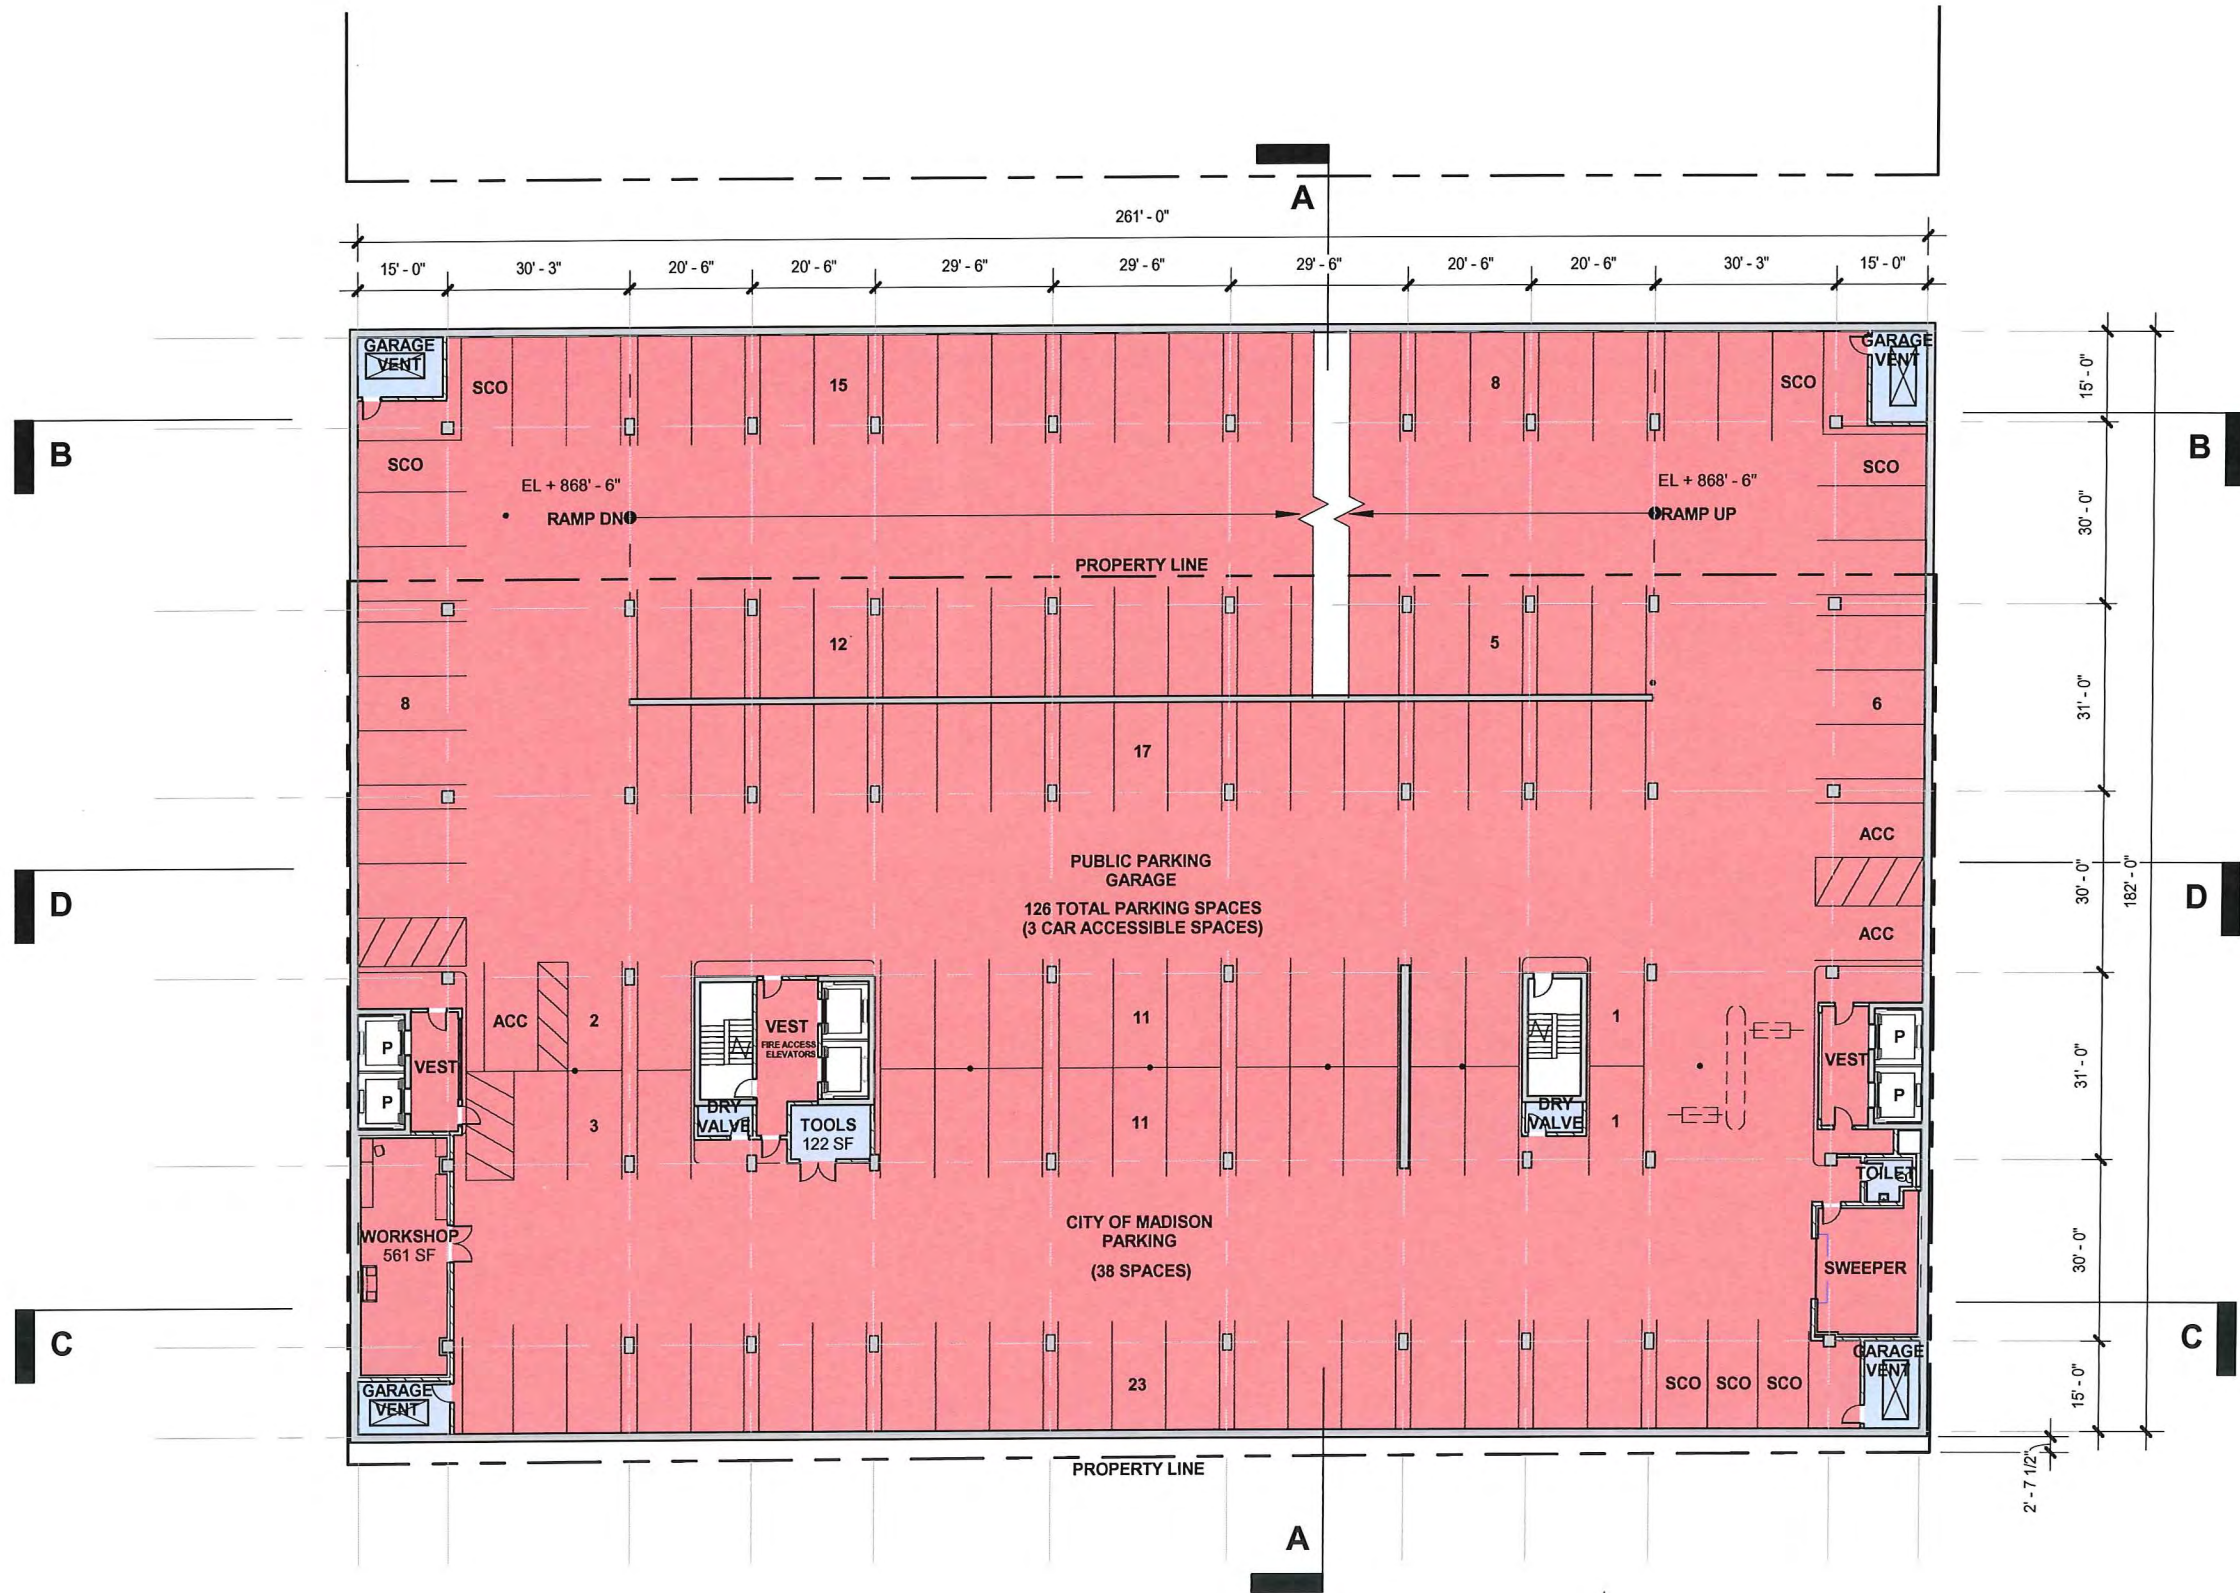 A
261' - 0"
15' - 0"
30' - 3"
20' - 6"
20' - 6"
29' - 6"
29' - 6"
29' - 6"
20' - 6"
20' - 6"
30' - 3"
15' - 0"
GARAGE
VENT
SCO
15
8
SCO
GARAGE
VENT
15' - 0"
B
SCO
EL + 868' - 6"
RAMP DN
EL + 868' - 6"
RAMP UP
SCO
B
30' - 0"
PROPERTY LINE
12
5
8
17
6
31' - 0"
PUBLIC PARKING
GARAGE
126 TOTAL PARKING SPACES
(3 CAR ACCESSIBLE SPACES)
ACC
ACC
D
D
30' - 0"
182' - 0"
P
P
VEST
ACC
2
3
VEST
FIRE ACCESS
ELEVATORS
DRY
VALVE
TOOLS
122 SF
11
11
DRY
VALVE
1
1
VEST
P
P
31' - 0"
TOILET
WORKSHOP
561 SF
CITY OF MADISON
PARKING
(38 SPACES)
SWEEPER
30' - 0"
C
C
GARAGE
VENT
23
SCO
SCO
SCO
GARAGE
VENT
15' - 0"
2' - 7 1/2"
PROPERTY LINE
A